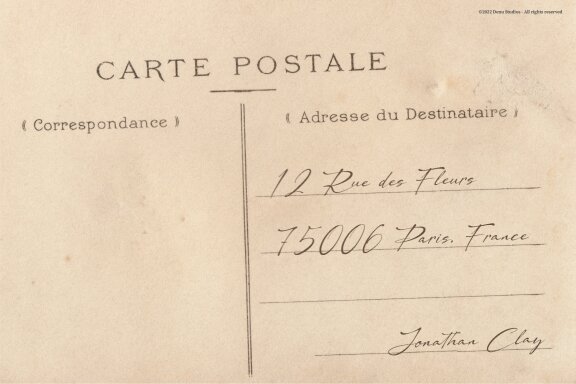 ©2022 Demu Studios - All rights reserved
CARTE POSTALE
( Correspondance )
( Adresse du Destinataire )
12 Rue des Fleurs
75006 Paris, France
Jonathan Clay